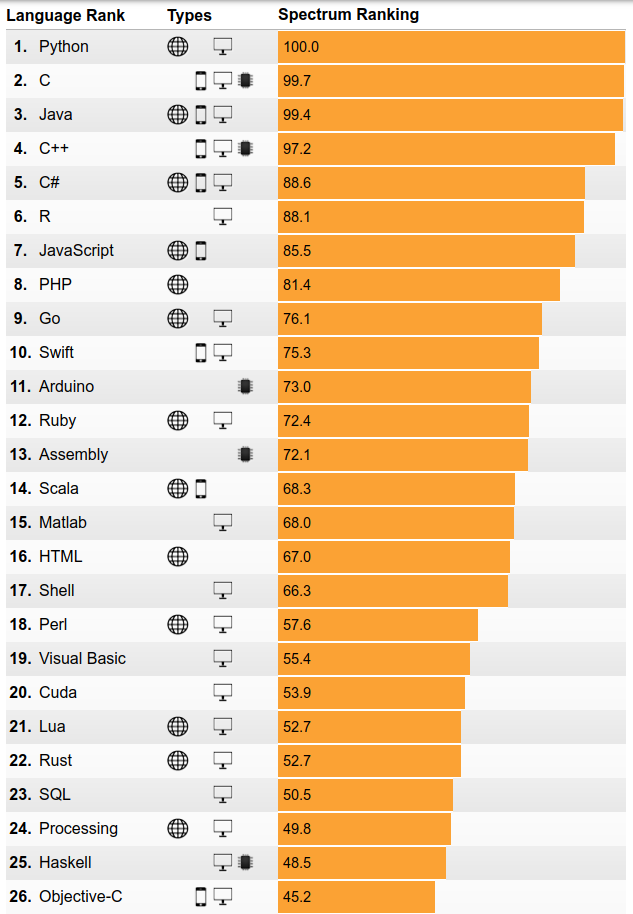 Language Rank Types Spectrum Ranking
1. Python 100.0
2. C 99.7
3. Java 99.4
4. C++ 97.2
5. C# 88.6
6. R 88.1
7. JavaScript 85.5
8. PHP 81.4
9. Go 76.1
10. Swift 75.3
11. Arduino 73.0
12. Ruby 72.4
13. Assembly 72.1
14. Scala 68.3
15. Matlab 68.0
16. HTML 67.0
17. Shell 66.3
18. Perl 57.6
19. Visual Basic 55.4
20. Cuda 53.9
21. Lua 52.7
22. Rust 52.7
23. SQL 50.5
24. Processing 49.8
25. Haskell 48.5
26. Objective-C 45.2